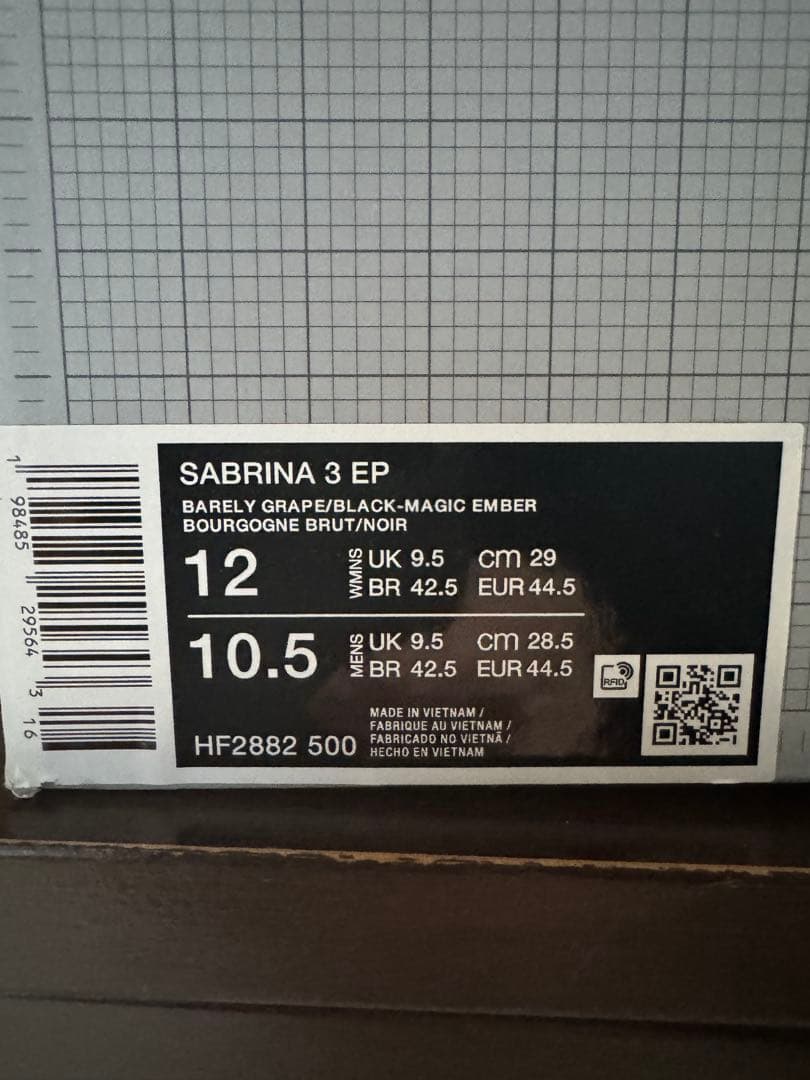 SABRINA 3 EP
BARELY GRAPE/BLACK-MAGIC EMBER
BOURGOGNE BRUT/NOIR
12 WMNS UK 9.5 cm 29
BR 42.5 EUR 44.5
10.5 MENS UK 9.5 cm 28.5
BR 42.5 EUR 44.5
RFID
HF2882 500
MADE IN VIETNAM /
FABRIQUE AU VIETNAM /
FABRICADO NO VIETNÃ /
HECHO EN VIETNAM
1 98485 29564 3 16